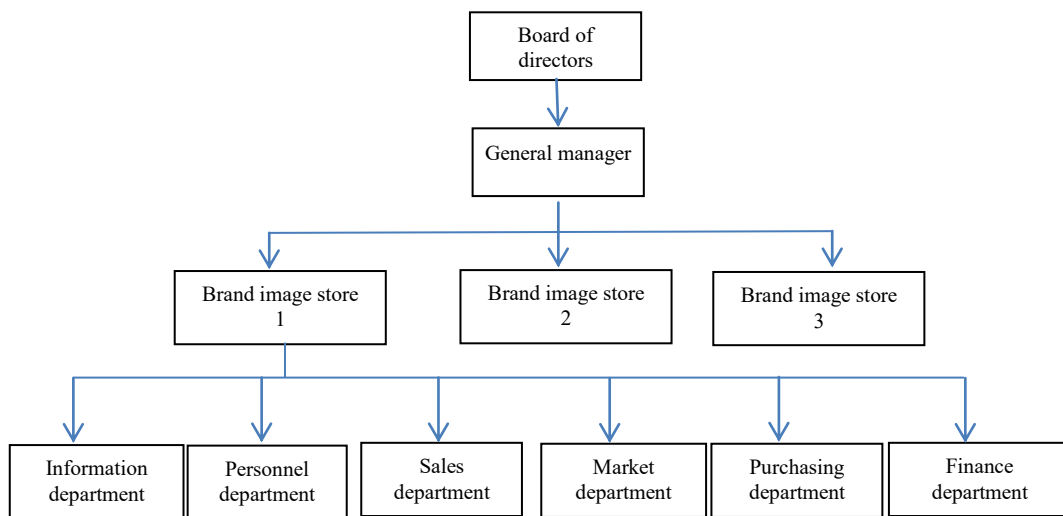 Board of
directors
General manager
Brand image store
1
Brand image store
2
Brand image store
3
Information
department
Personnel
department
Sales
department
Market
department
Purchasing
department
Finance
department